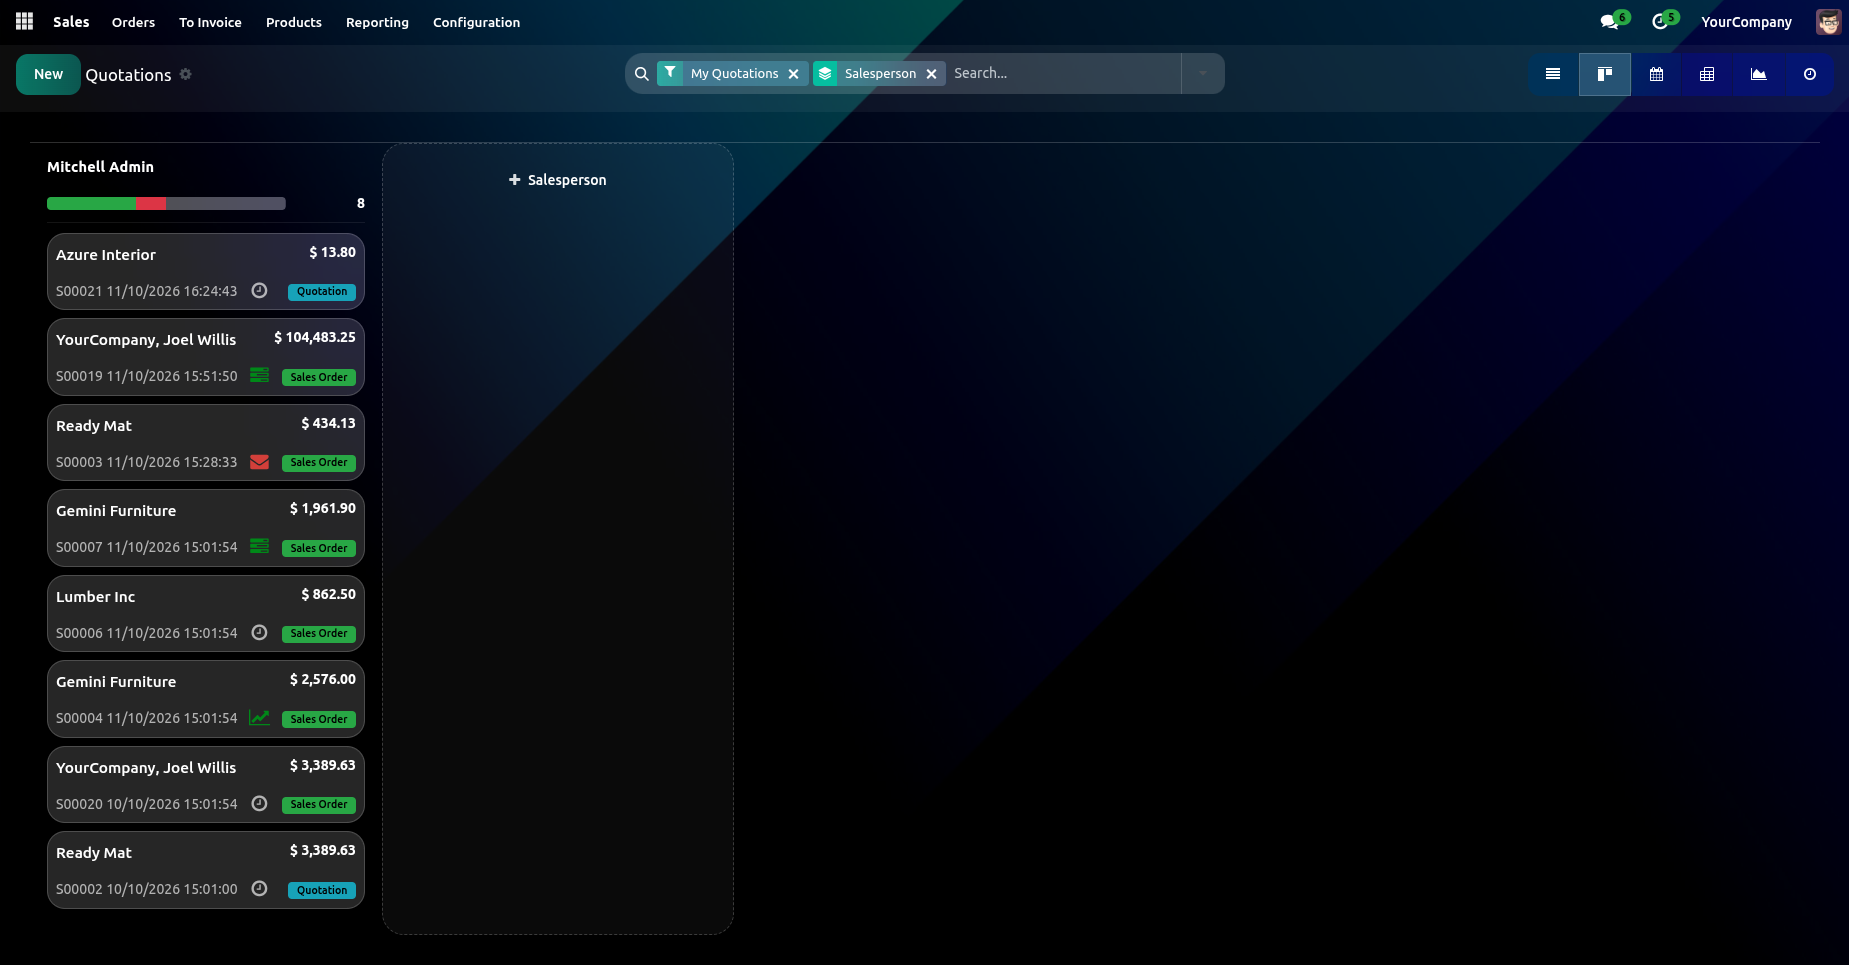 Sales Orders To Invoice Products Reporting Configuration 6 5 YourCompany
New Quotations My Quotations Salesperson Search...
Mitchell Admin
8
Salesperson
Azure Interior $ 13.80
S00021 11/10/2026 16:24:43 Quotation
YourCompany, Joel Willis $ 104,483.25
S00019 11/10/2026 15:51:50 Sales Order
Ready Mat $ 434.13
S00003 11/10/2026 15:28:33 Sales Order
Gemini Furniture $ 1,961.90
S00007 11/10/2026 15:01:54 Sales Order
Lumber Inc $ 862.50
S00006 11/10/2026 15:01:54 Sales Order
Gemini Furniture $ 2,576.00
S00004 11/10/2026 15:01:54 Sales Order
YourCompany, Joel Willis $ 3,389.63
S00020 10/10/2026 15:01:54 Sales Order
Ready Mat $ 3,389.63
S00002 10/10/2026 15:01:00 Quotation